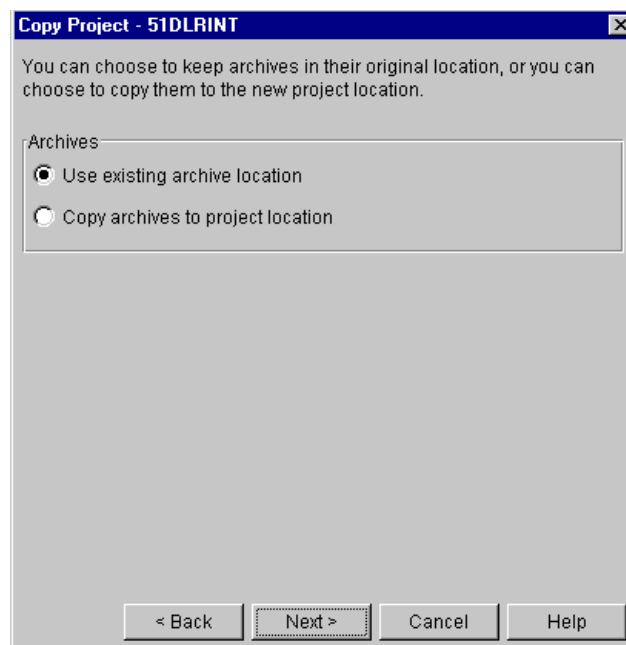 Copy Project - 51DLRINT
You can choose to keep archives in their original location, or you can
choose to copy them to the new project location.
Archives
Use existing archive location
Copy archives to project location
< Back Next > Cancel Help